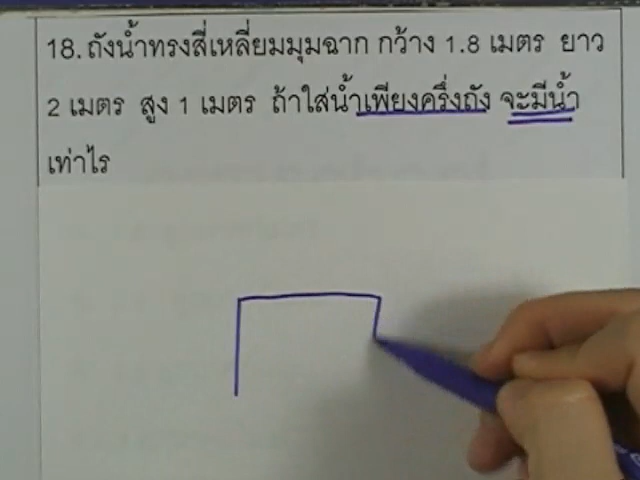 18. ถังน้ำทรงสี่เหลี่ยมมุมฉาก กว้าง 1.8 เมตร ยาว
2 เมตร สูง 1 เมตร ถ้าใส่น้ำเพียงครึ่งถัง จะมีน้ำ
เท่าไร